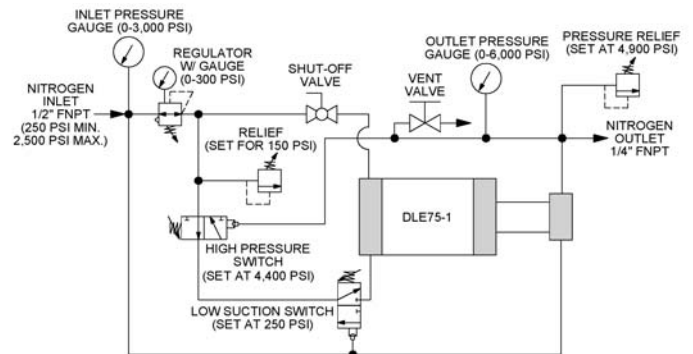 INLET PRESSURE
GAUGE (0-3,000 PSI)
REGULATOR
W/ GAUGE
(0-300 PSI)
NITROGEN
INLET
1/2" FNPT
(250 PSI MIN.
2,500 PSI MAX.)
SHUT-OFF
VALVE
OUTLET PRESSURE
GAUGE (0-6,000 PSI)
VENT
VALVE
PRESSURE RELIEF
(SET AT 4,900 PSI)
NITROGEN
OUTLET
1/4" FNPT
RELIEF
(SET FOR 150 PSI)
DLE75-1
HIGH PRESSURE
SWITCH
(SET AT 4,400 PSI)
LOW SUCTION SWITCH
(SET AT 250 PSI)